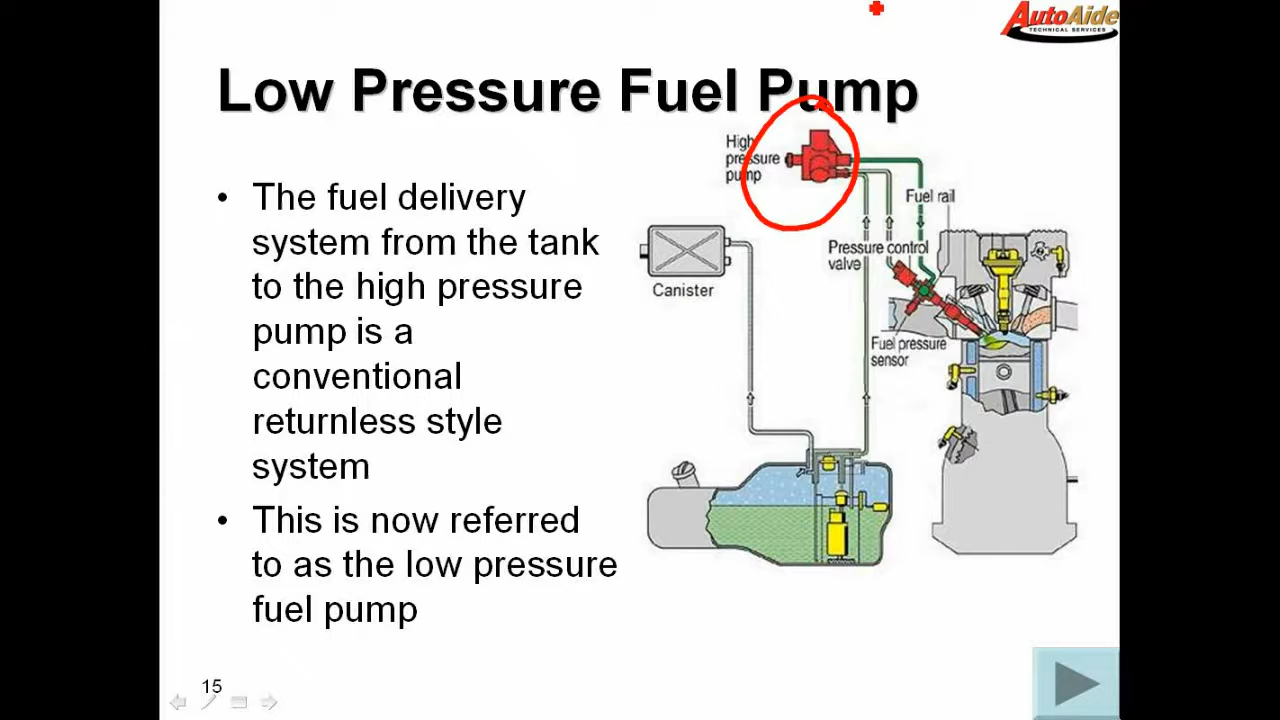 AutoAide
TECHNICAL SERVICES
Low Pressure Fuel Pump
• The fuel delivery
system from the tank
to the high pressure
pump is a
conventional
returnless style
system
• This is now referred
to as the low pressure
fuel pump
High
pressure
pump
Fuel rail
Pressure control
valve
Canister
Fuel pressure
sensor
15